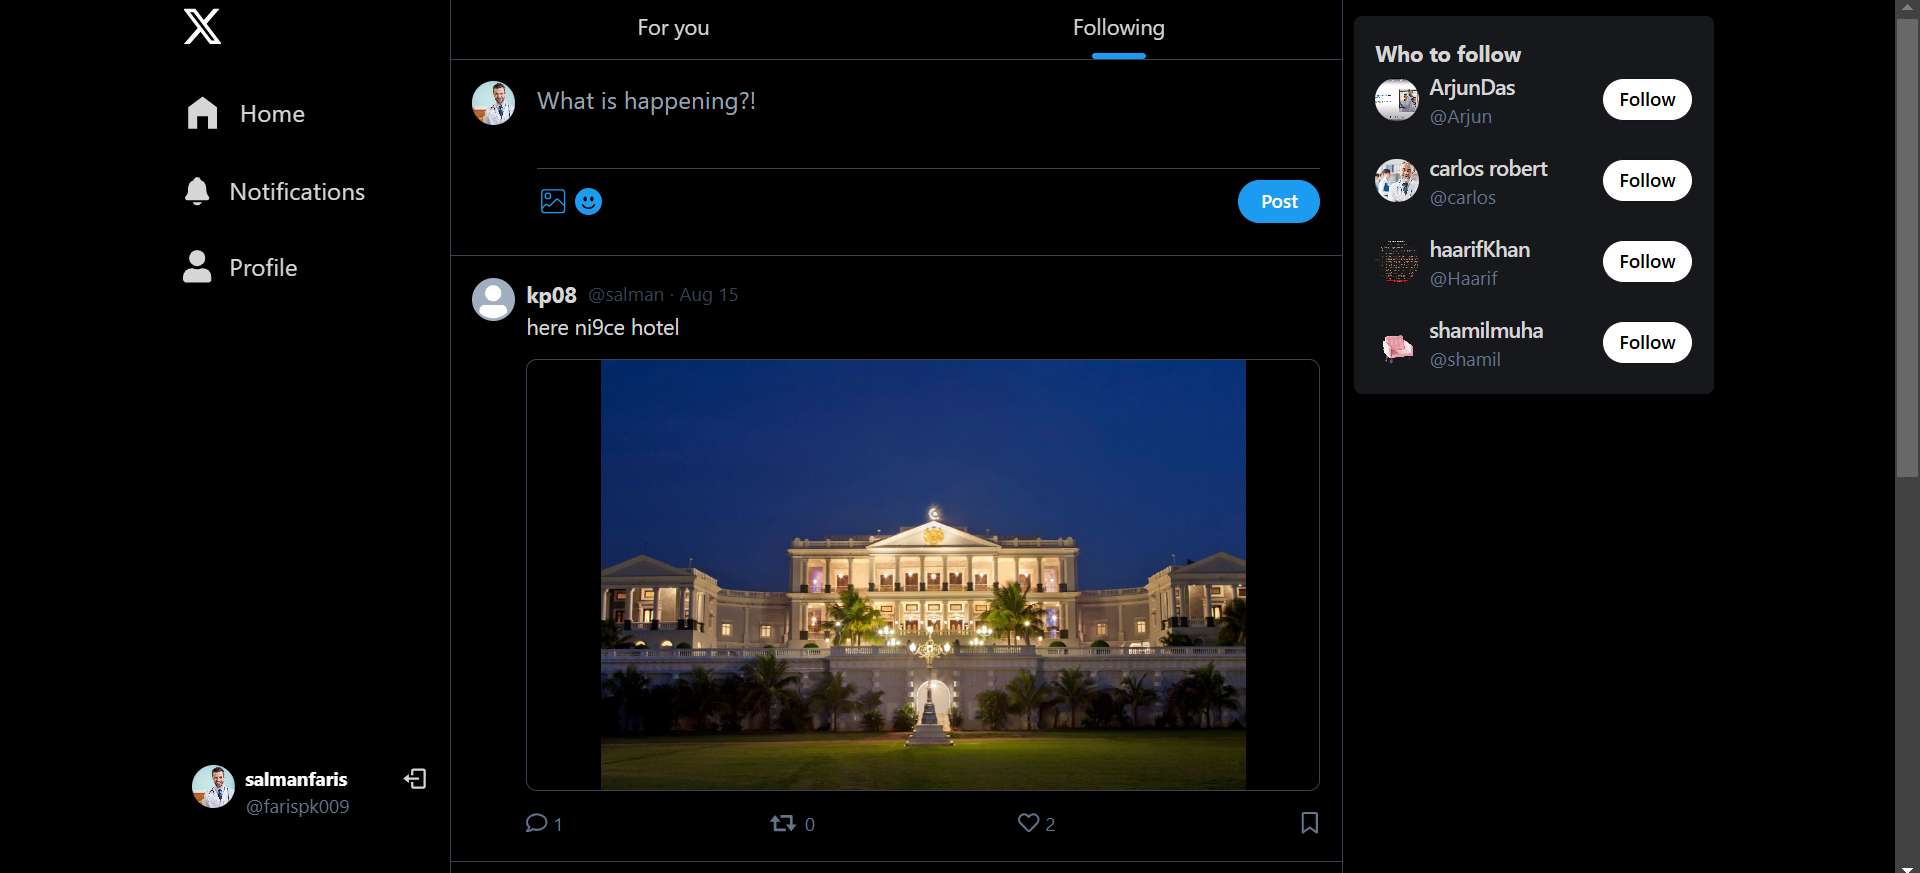 Home
Notifications
Profile
salmanfaris
@farispk009
For you
Following
What is happening?!
Post
kp08 @salman · Aug 15
here ni9ce hotel
1
0
2
Who to follow
ArjunDas
@Arjun
Follow
carlos robert
@carlos
Follow
haarifKhan
@Haarif
Follow
shamilmuha
@shamil
Follow